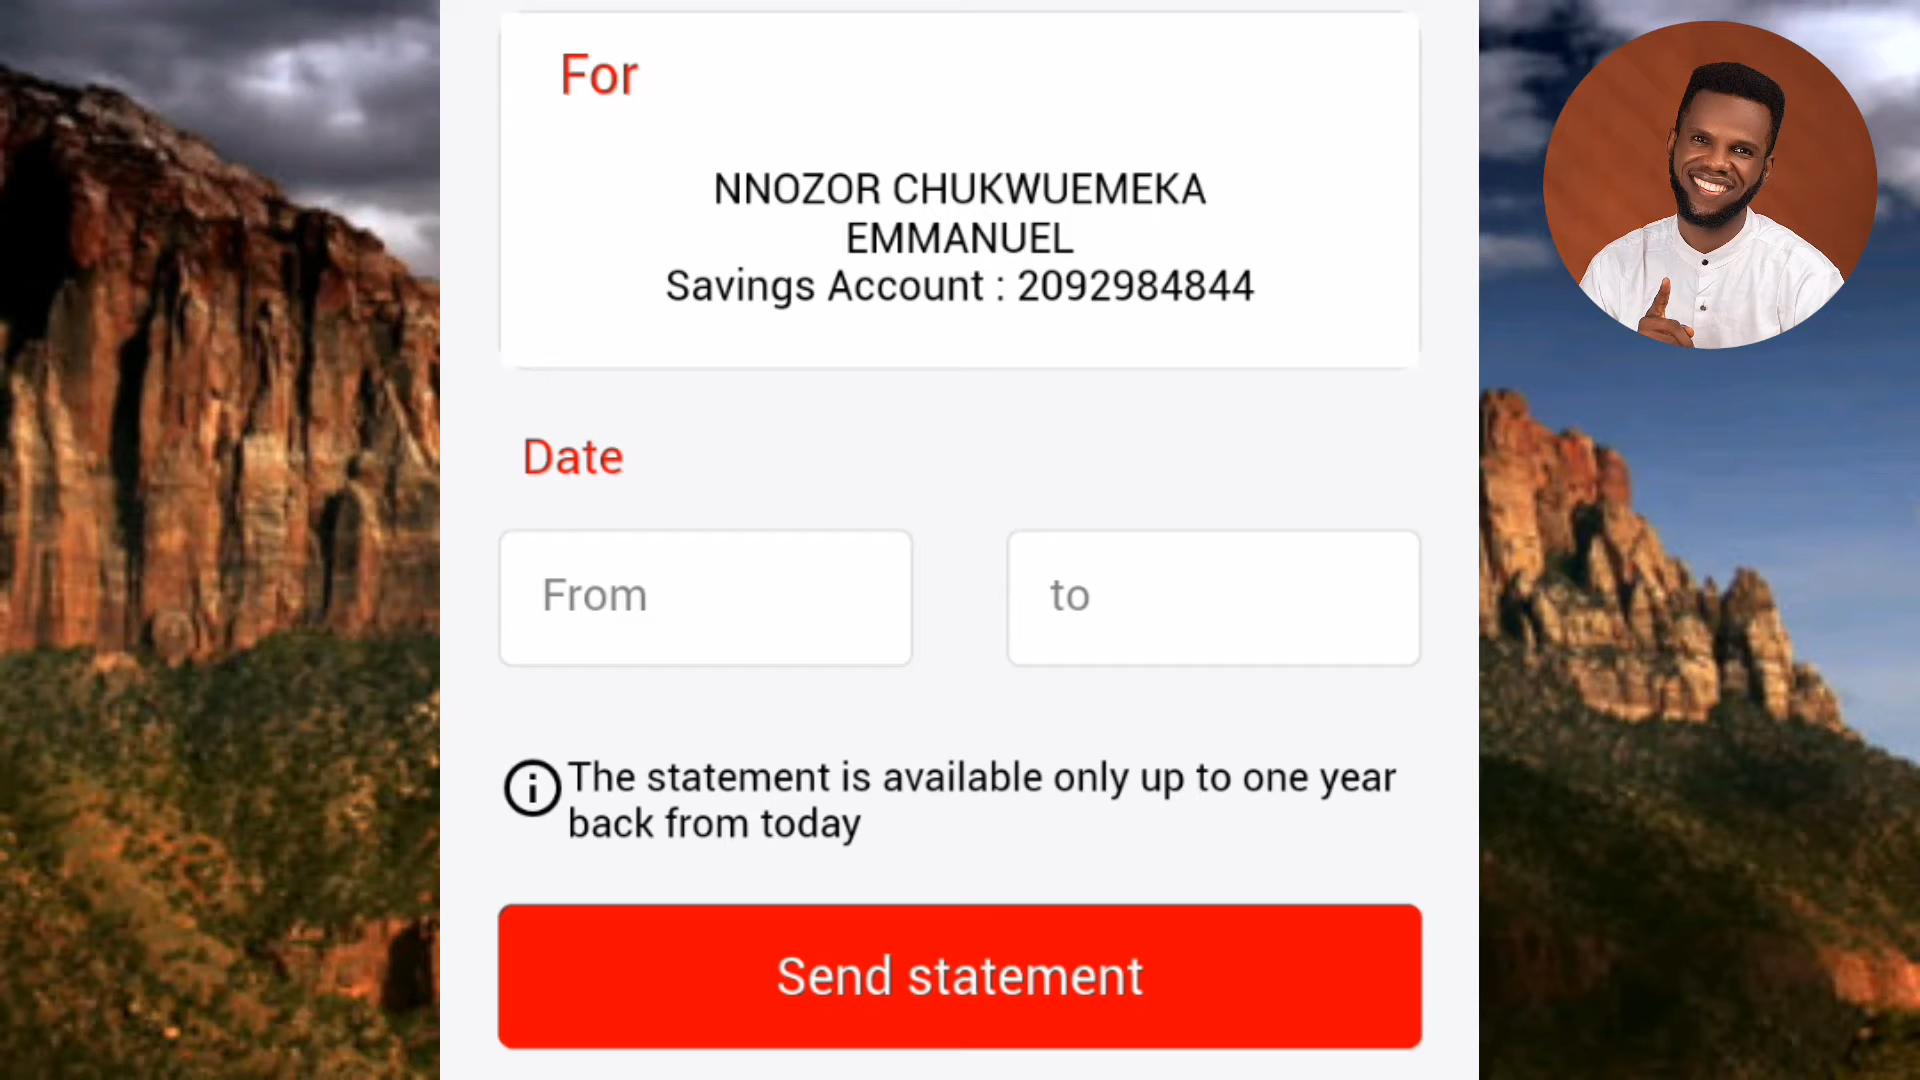 For
NNOZOR CHUKWUEMEKA
EMMANUEL
Savings Account : 2092984844
Date
From
to
The statement is available only up to one year
back from today
Send statement